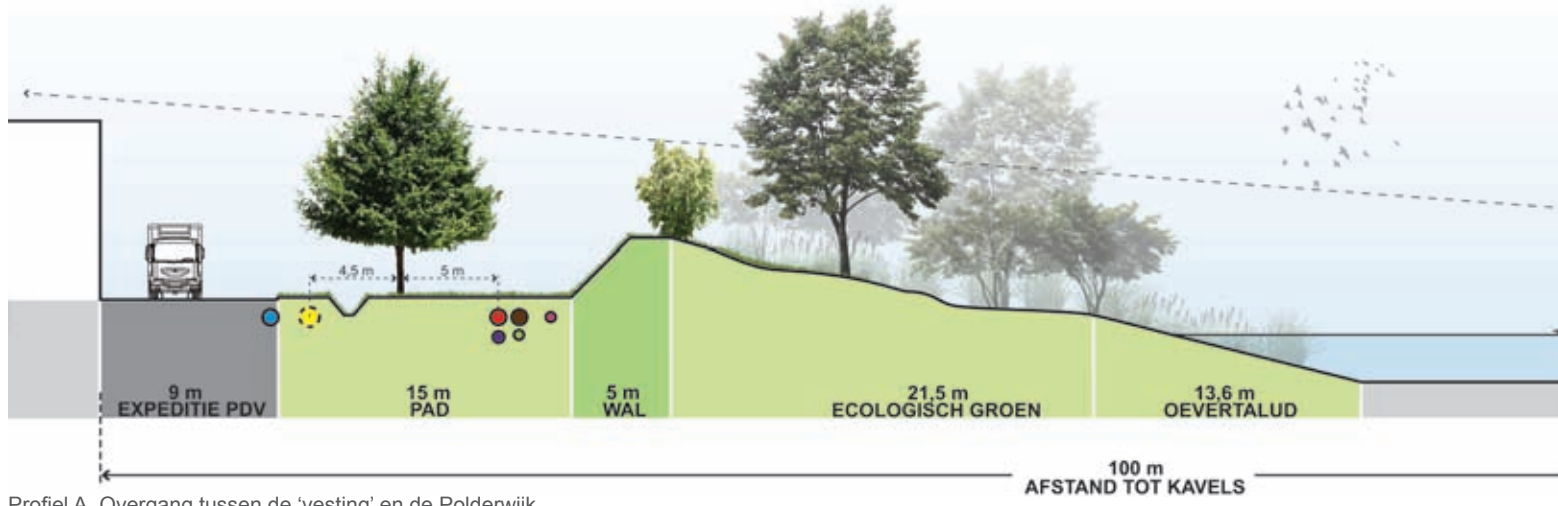 4,5 m
5 m
9 m
EXPEDITIE PDV
15 m
PAD
5 m
WAL
21,5 m
ECOLOGISCH GROEN
13,6 m
OEVERTALUD
100 m
AFSTAND TOT KAVELS
Profiel A. Overgang tussen de ‘vesting’ en de Polderwijk